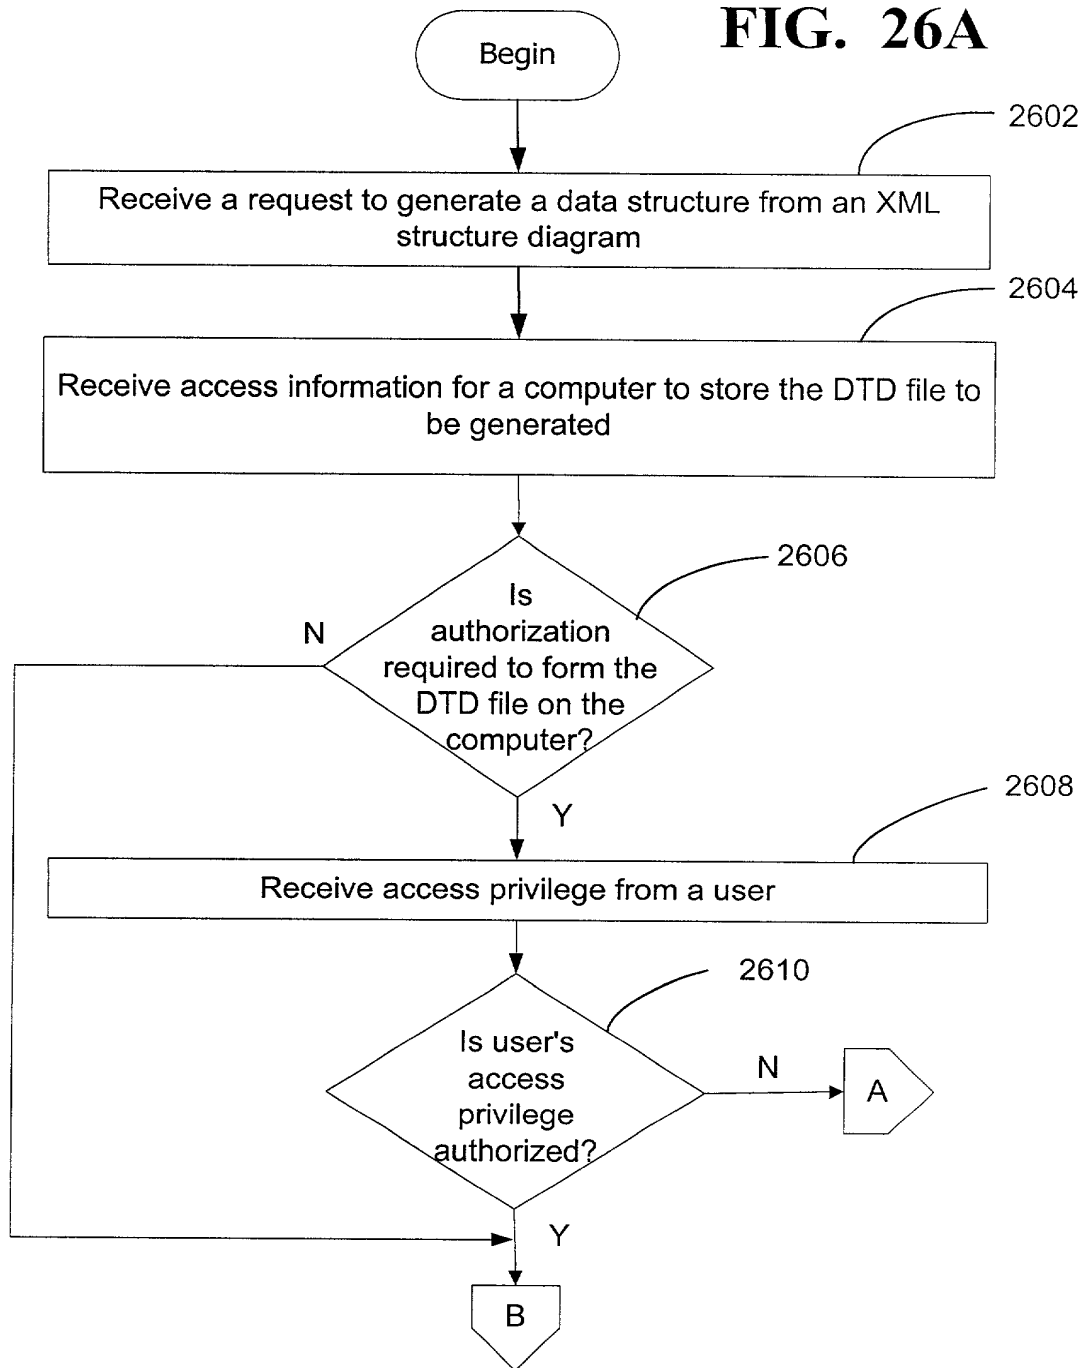 FIG. 26A
Begin
2602
Receive a request to generate a data structure from an XML
structure diagram
2604
Receive access information for a computer to store the DTD file to
be generated
2606
Is
authorization
required to form the
DTD file on the
computer?
N
Y
2608
Receive access privilege from a user
2610
Is user's
access
privilege
authorized?
N
A
Y
B